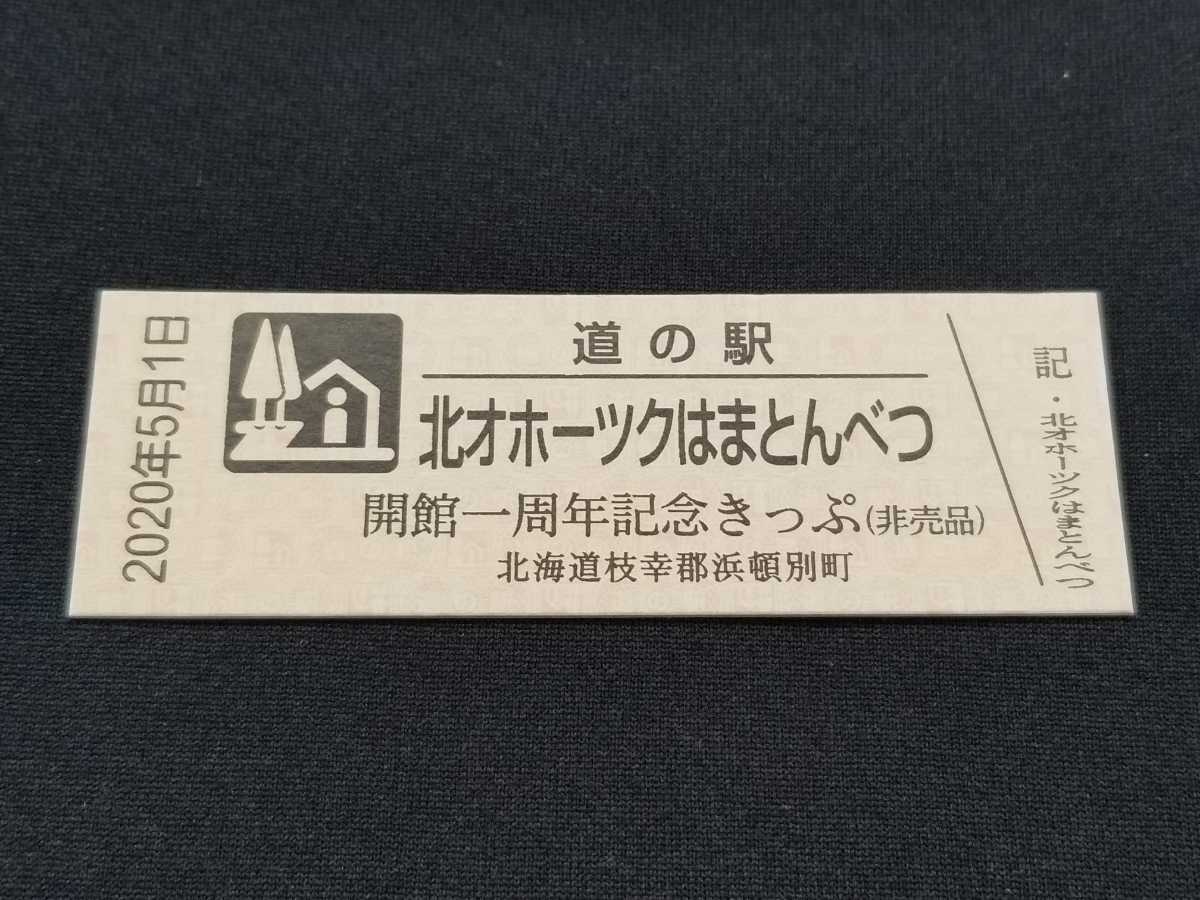 2020年5月1日
道の駅
北オホーツクはまとんべつ
開館一周年記念きっぷ(非売品)
北海道枝幸郡浜頓別町
記・北オホーツクはまとんべつ